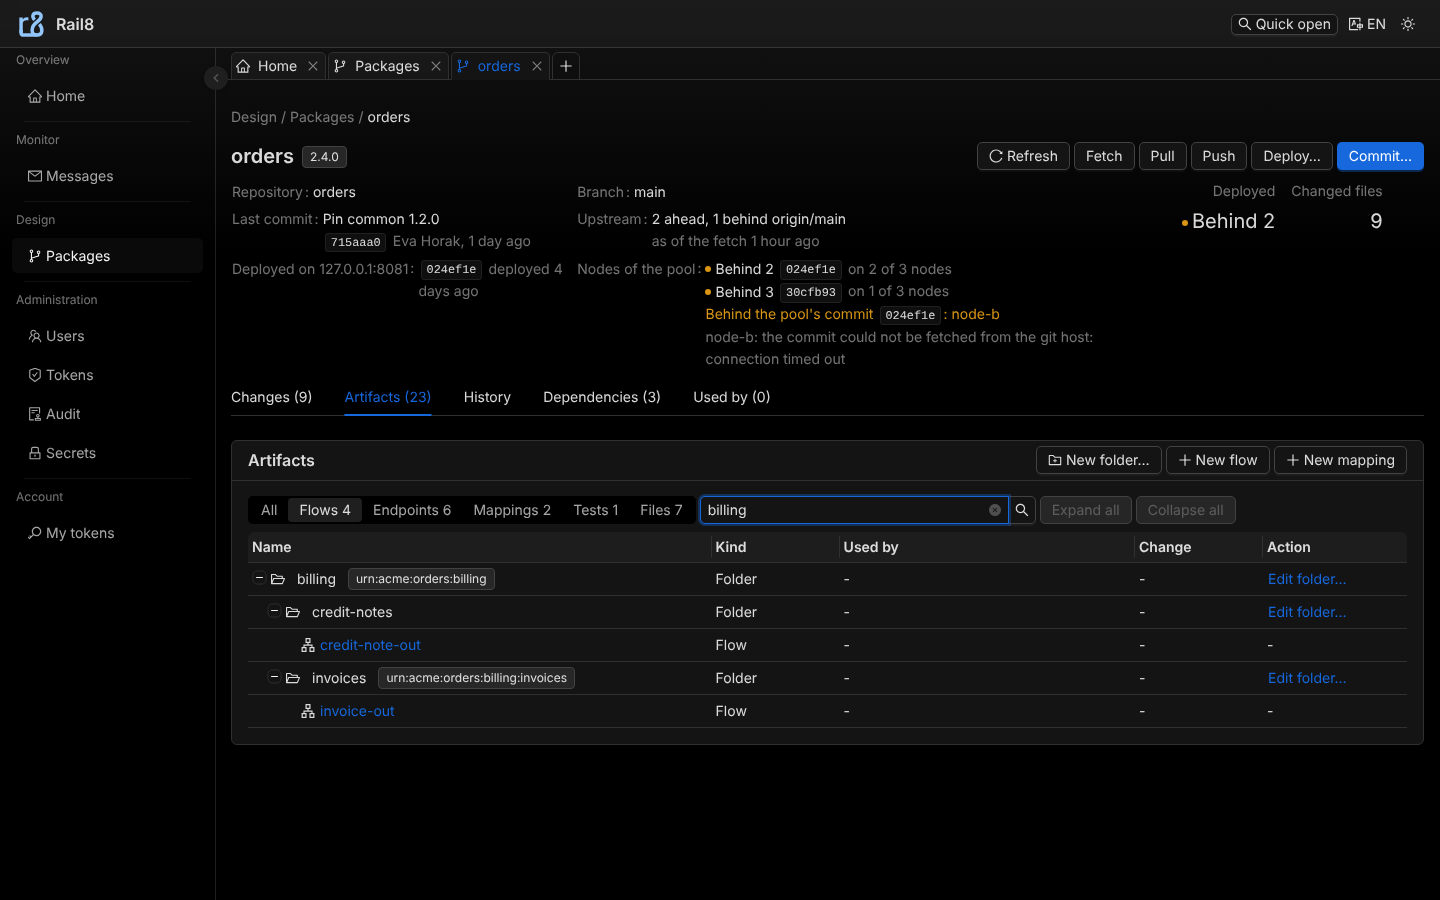 Rail8
Quick open
EN
Overview
Home
Monitor
Messages
Design
Packages
Administration
Users
Tokens
Audit
Secrets
Account
My tokens
Home
Packages
orders
Design / Packages / orders
orders 2.4.0
Refresh
Fetch
Pull
Push
Deploy...
Commit...
Repository: orders
Branch: main
Last commit: Pin common 1.2.0
715aaa0 Eva Horak, 1 day ago
Upstream: 2 ahead, 1 behind origin/main
as of the fetch 1 hour ago
Deployed on 127.0.0.1:8081: 024ef1e deployed 4
days ago
Nodes of the pool: Behind 2 024ef1e on 2 of 3 nodes
Behind 3 30cfb93 on 1 of 3 nodes
Behind the pool's commit 024ef1e : node-b
node-b: the commit could not be fetched from the git host:
connection timed out
Deployed
Behind 2
Changed files
9
Changes (9)
Artifacts (23)
History
Dependencies (3)
Used by (0)
Artifacts
New folder...
New flow
New mapping
All
Flows 4
Endpoints 6
Mappings 2
Tests 1
Files 7
billing
Expand all
Collapse all
Name Kind Used by Change Action
billing urn:acme:orders:billing Folder - - Edit folder...
credit-notes Folder - - Edit folder...
credit-note-out Flow - - -
invoices urn:acme:orders:billing:invoices Folder - - Edit folder...
invoice-out Flow - - -